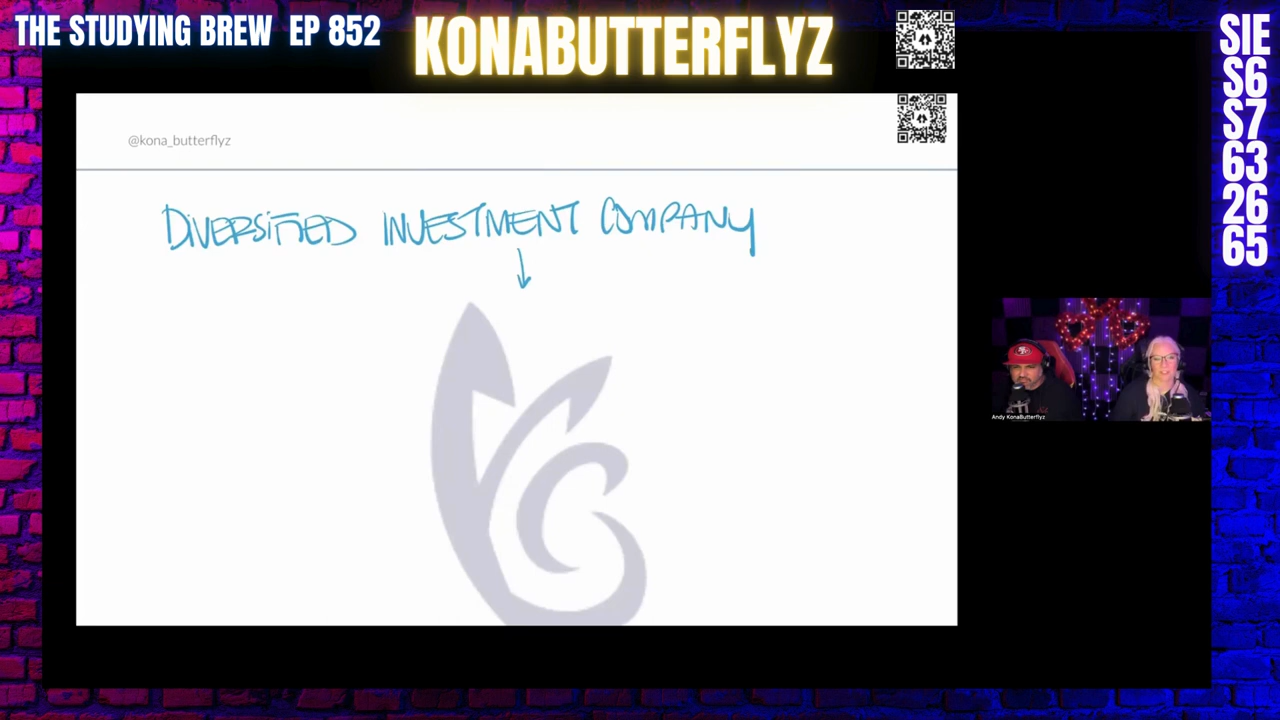 THE STUDYING BREW EP 852
KONABUTTERFLYZ
SIE
S6
S7
63
26
65
@kona_butterflyz
DIVERSIFIED INVESTMENT COMPANY
Andy KonaButterflyz